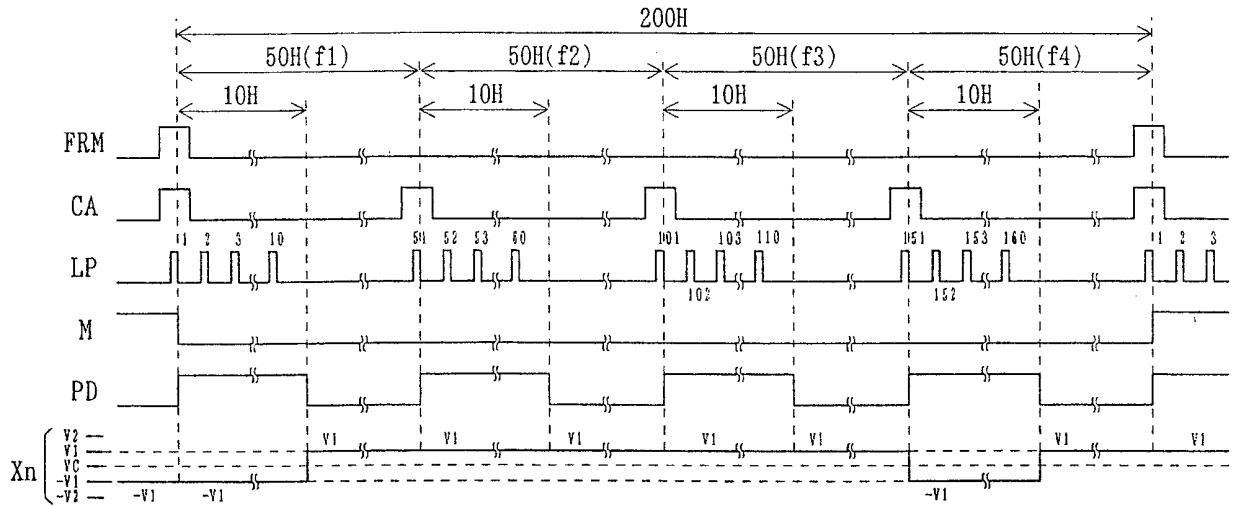 200H
50H(f1) 50H(f2) 50H(f3) 50H(f4)
10H 10H 10H 10H
FRM
CA
1 2 3 10 51 52 53 60 101 103 110 151 153 160 1 2 3
LP
102 152
M
PD
V2 V1 V1 V1 V1 V1 V1 V1
V1
Xn VC
-V1
-V2 -V1 -V1 -V1